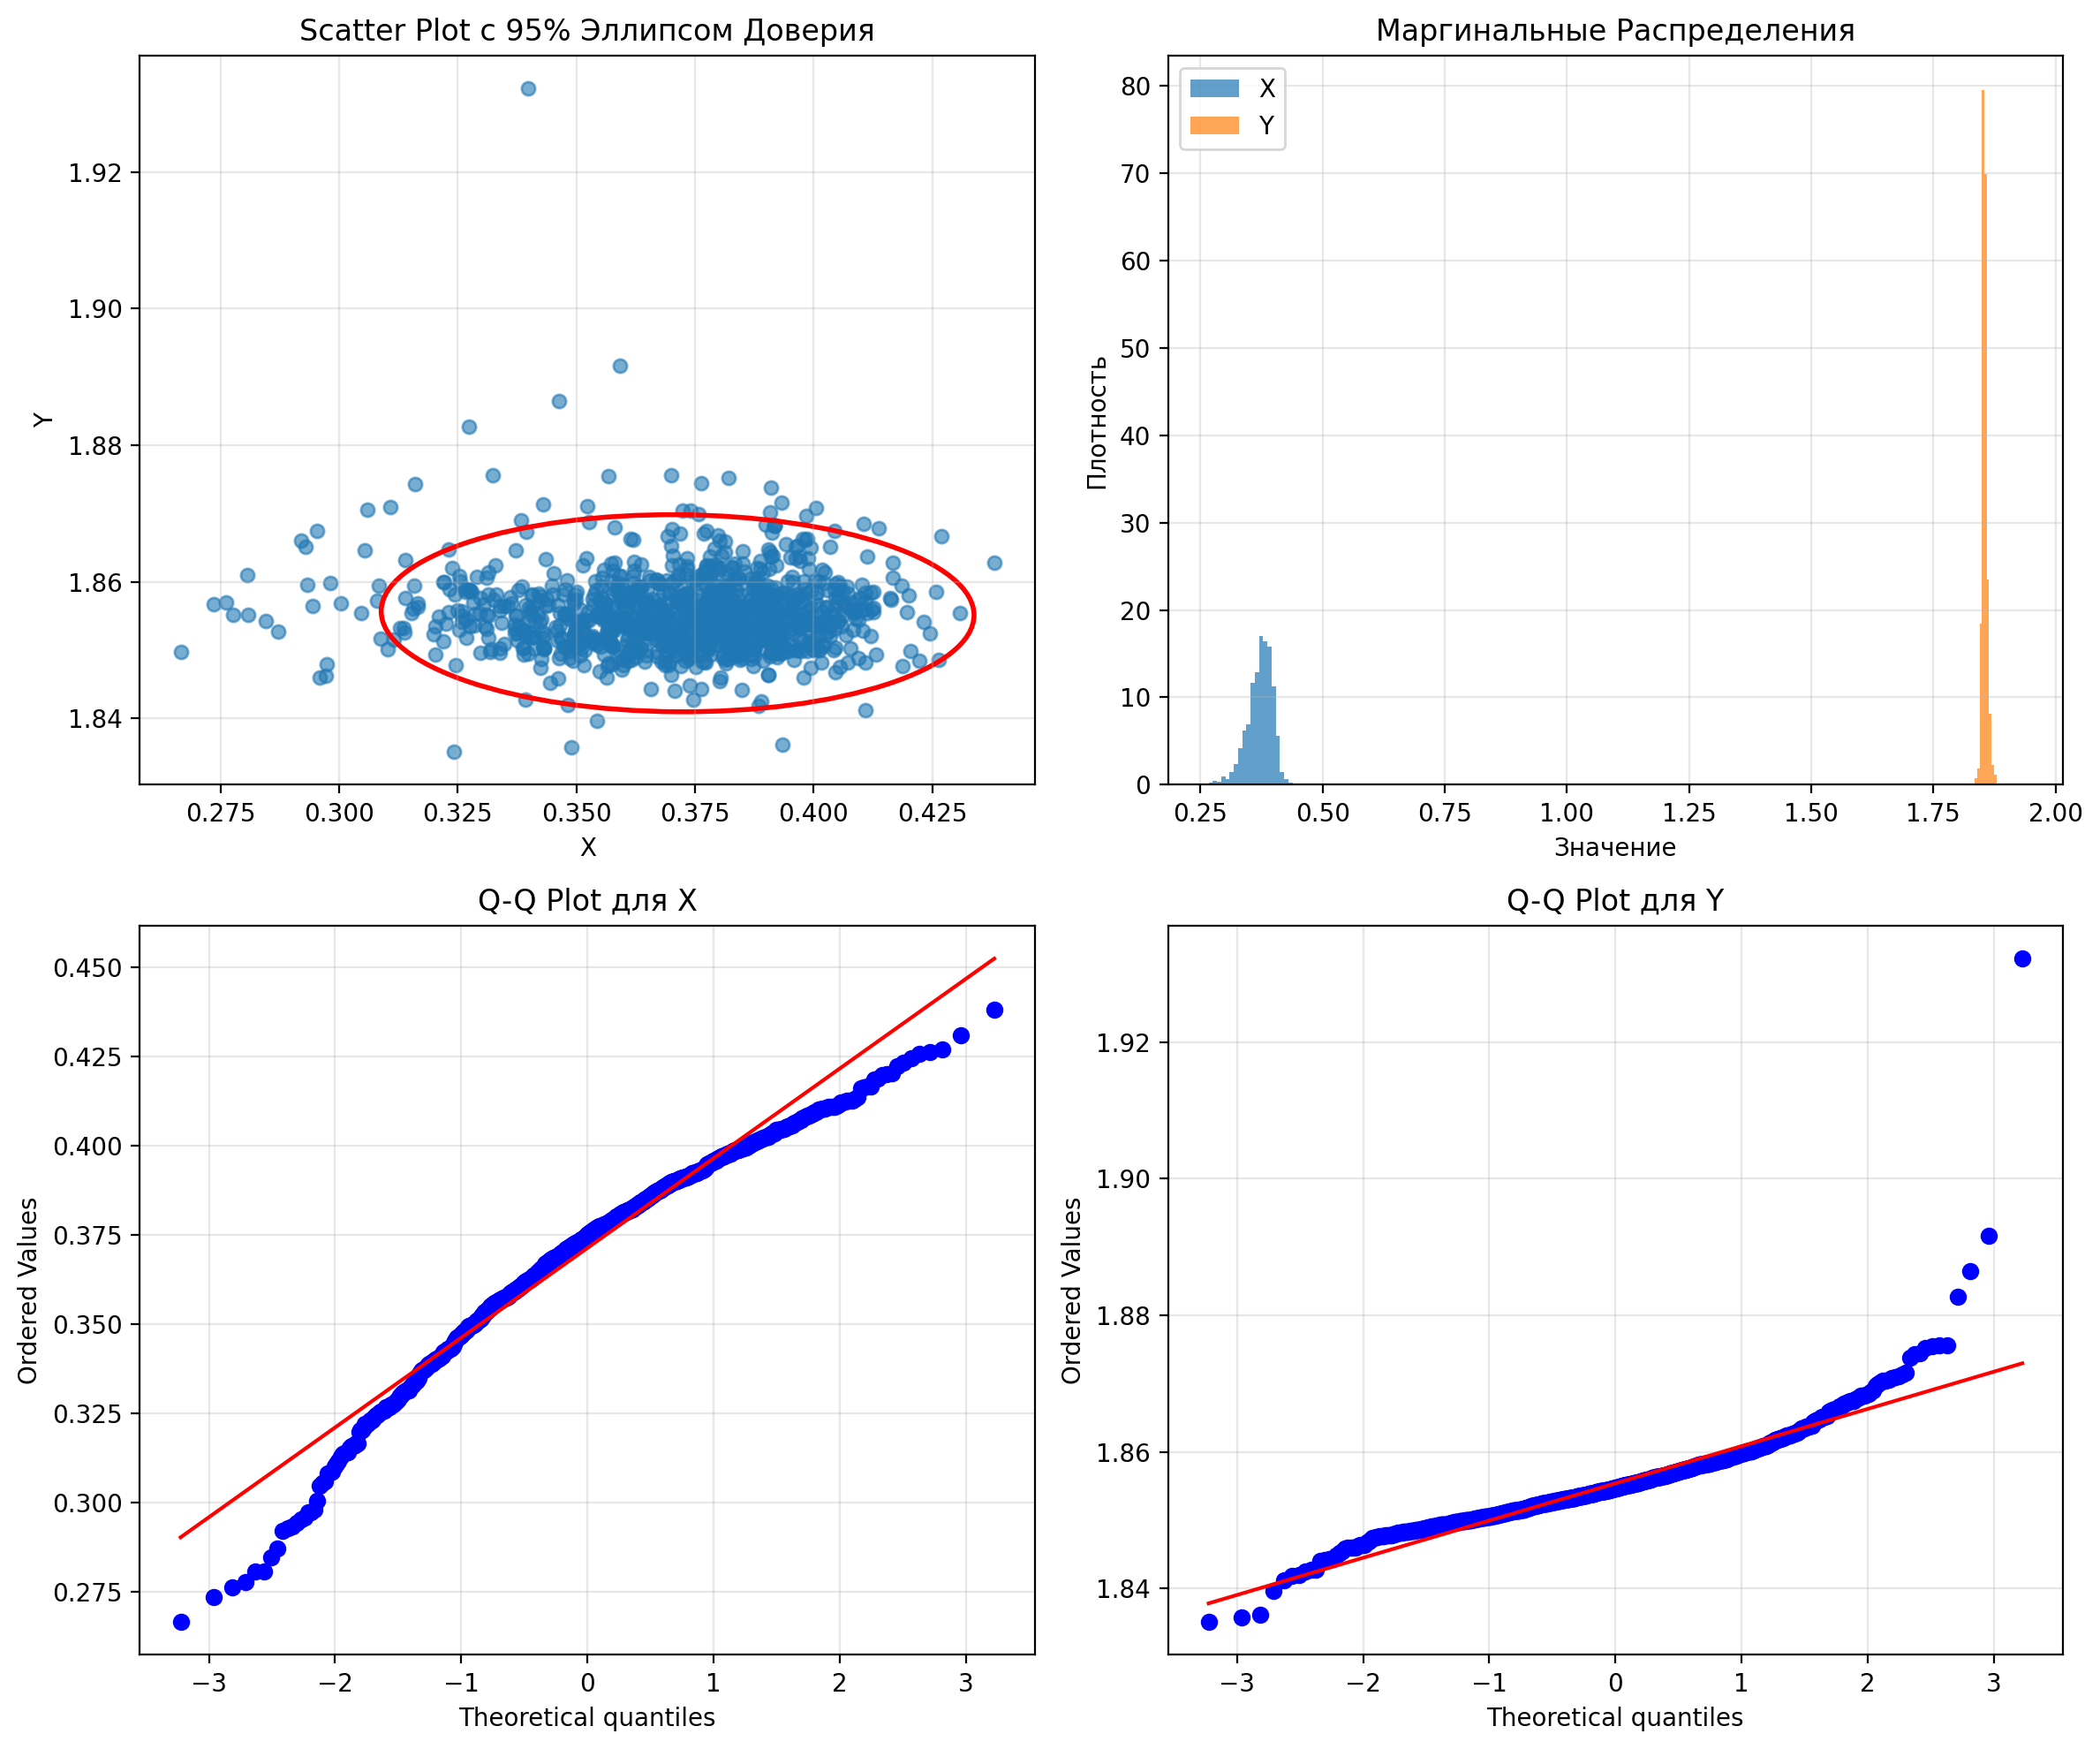 Scatter Plot с 95% Эллипсом Доверия
1.92
1.90
1.88
1.86
1.84
Y
0.275 0.300 0.325 0.350 0.375 0.400 0.425
X
Маргинальные Распределения
X
Y
80
70
60
50
40
30
20
10
0
Плотность
0.25 0.50 0.75 1.00 1.25 1.50 1.75 2.00
Значение
Q-Q Plot для X
0.450
0.425
0.400
0.375
0.350
0.325
0.300
0.275
Ordered Values
−3 −2 −1 0 1 2 3
Theoretical quantiles
Q-Q Plot для Y
1.92
1.90
1.88
1.86
1.84
Ordered Values
−3 −2 −1 0 1 2 3
Theoretical quantiles